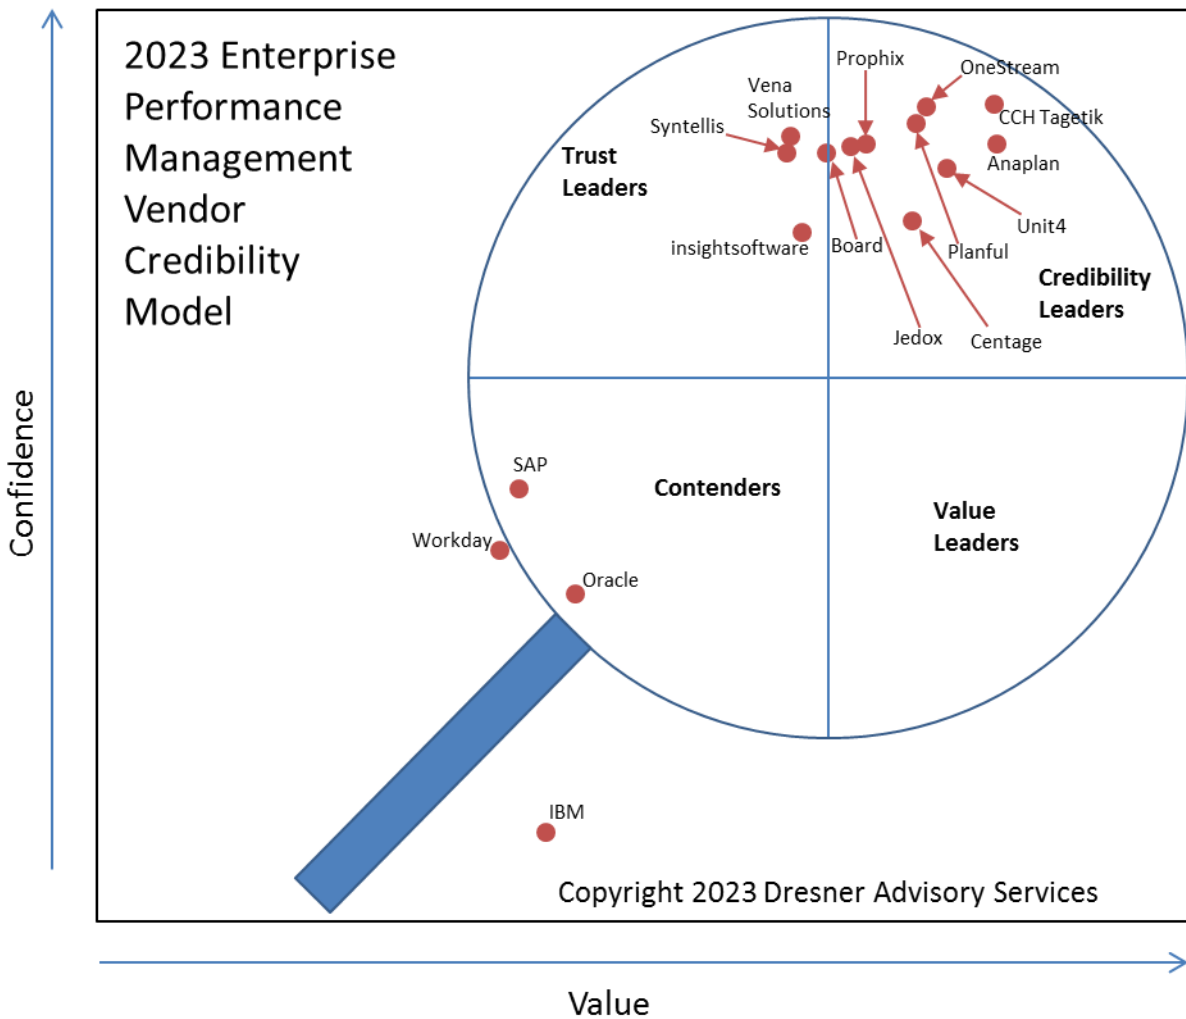 2023 Enterprise
Performance
Management
Vendor
Credibility
Model
Prophix
OneStream
Vena
Solutions
CCH Tagetik
Syntellis
Trust
Leaders
Anaplan
Unit4
insightsoftware
Board
Planful
Credibility
Leaders
Jedox
Centage
SAP
Contenders
Value
Leaders
Workday
Oracle
IBM
Copyright 2023 Dresner Advisory Services
Confidence
Value